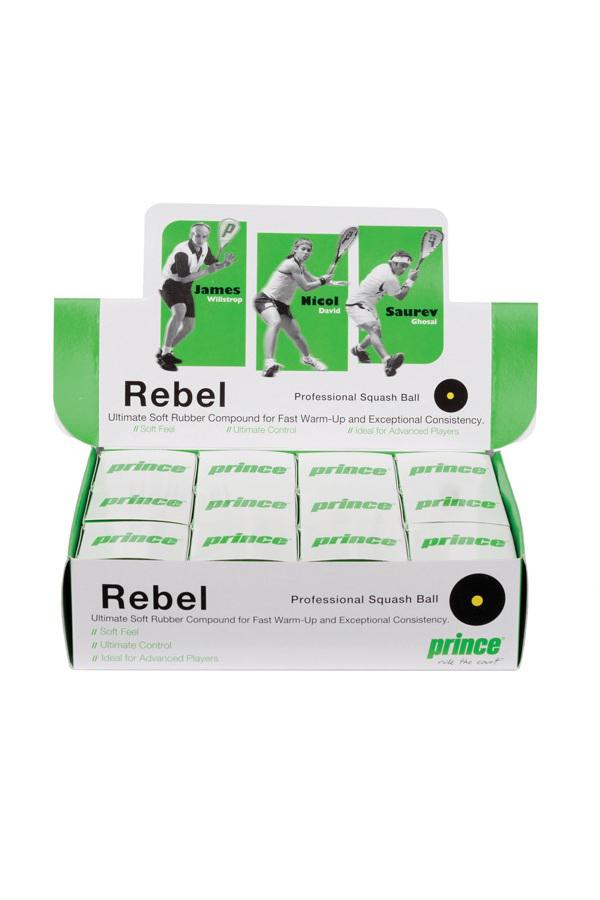 James
Willstrop
Nicol
David
Saurev
Ghosal
Rebel
Professional Squash Ball
Ultimate Soft Rubber Compound for Fast Warm-Up and Exceptional Consistency.
// Soft Feel // Ultimate Control // Ideal for Advanced Players
prince prince prince prince
prince prince prince prince
prince prince prince prince
Rebel
Professional Squash Ball
Ultimate Soft Rubber Compound for Fast Warm-Up and Exceptional Consistency.
// Soft Feel
// Ultimate Control
// Ideal for Advanced Players
prince
rule the court